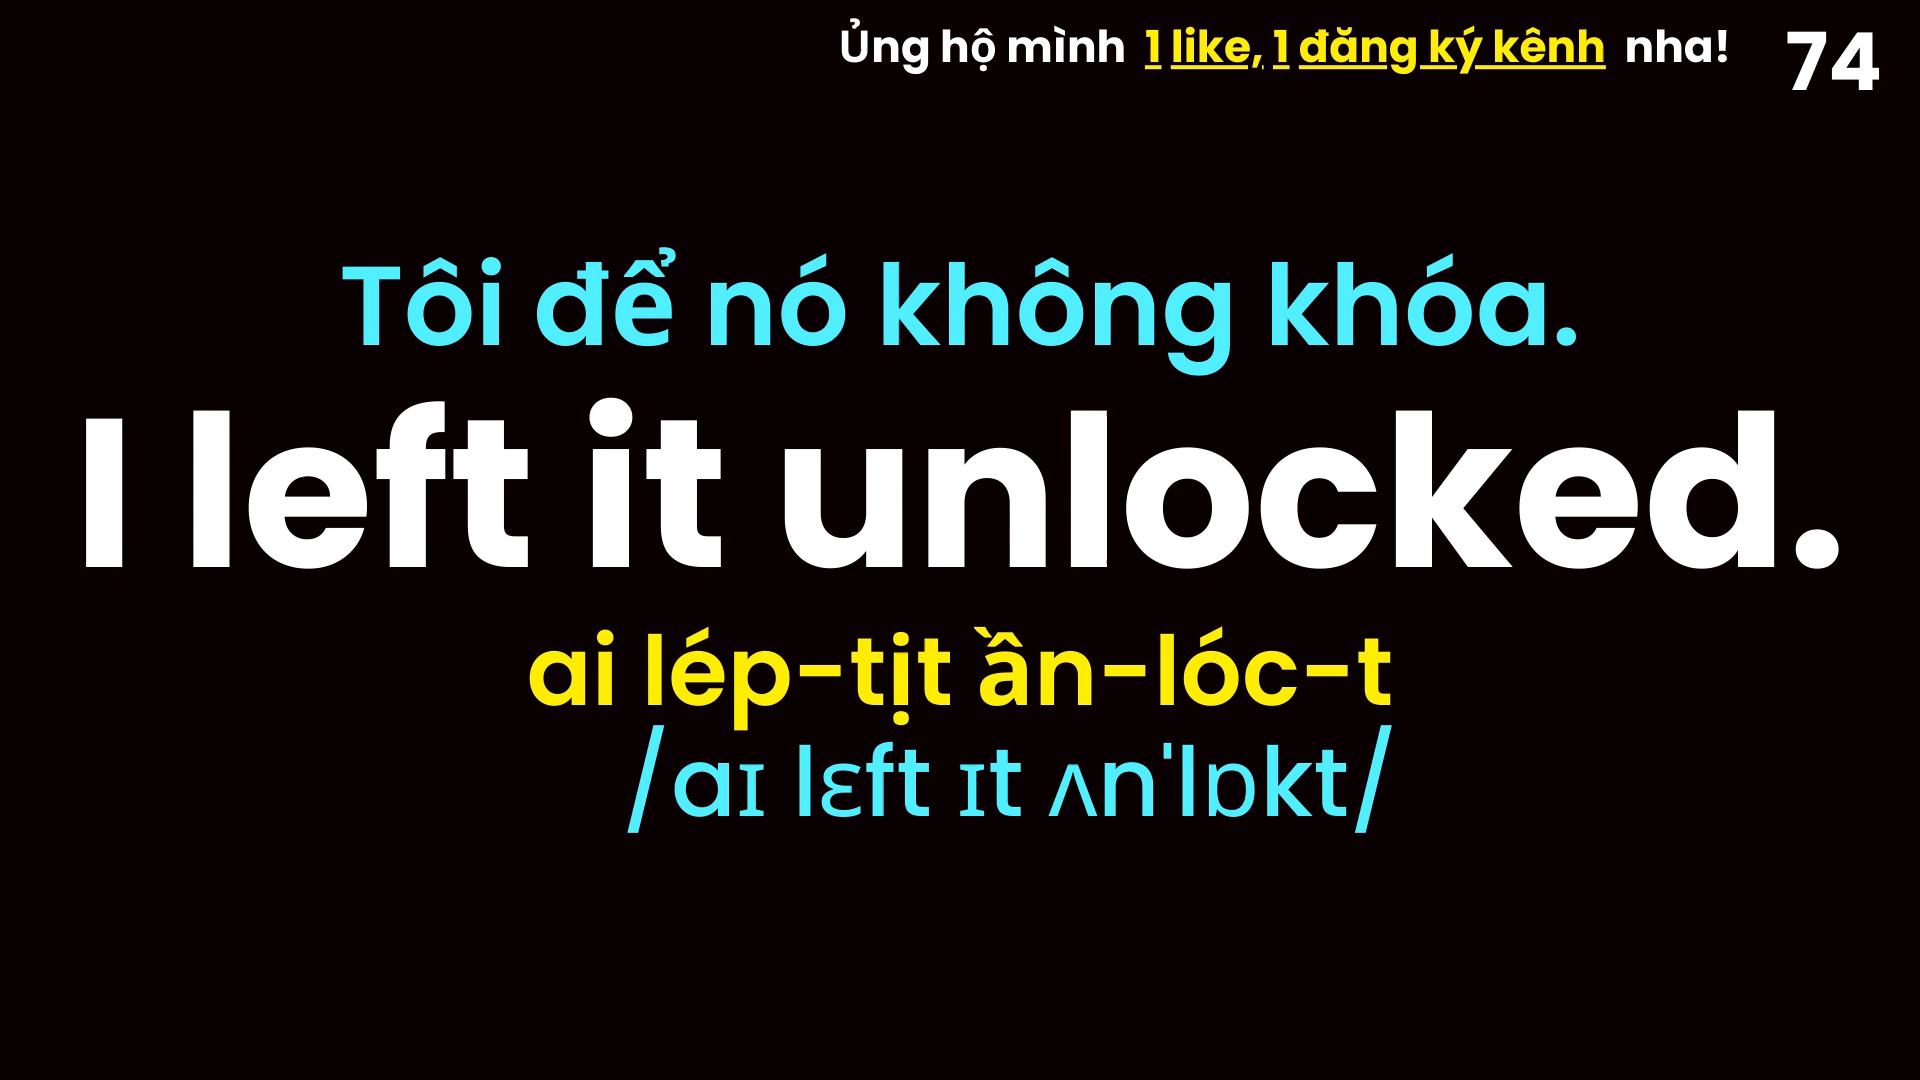 Ủng hộ mình 1 like, 1 đăng ký kênh nha! 74
Tôi để nó không khóa.
I left it unlocked.
ai lép-tịt ần-lóc-t
/aɪ lɛft ɪt ʌnˈlɒkt/